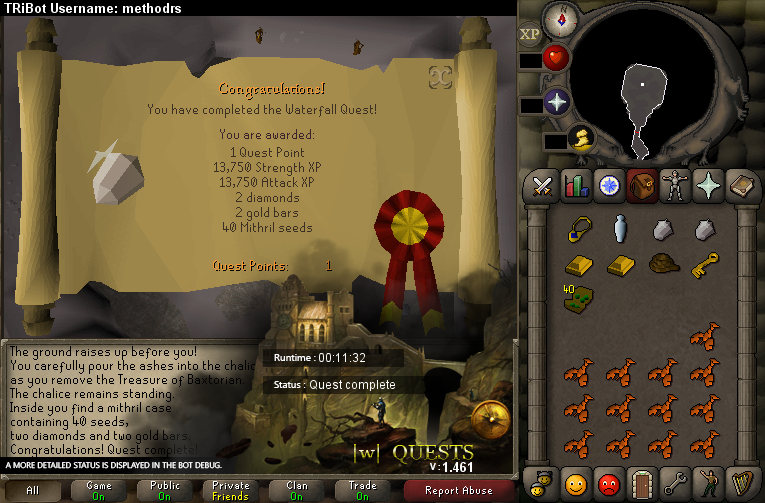 TRiBot Username: methodrs
XP
Congratulations!
You have completed the Waterfall Quest!
You are awarded:
1 Quest Point
13,750 Strength XP
13,750 Attack XP
2 diamonds
2 gold bars
40 Mithril seeds
Quest Points: 1
40
The ground raises up before you!
You carefully pour the ashes into the chalic
as you remove the Treasure of Baxtorian.
The chalice remains standing.
Inside you find a mithril case
containing 40 seeds,
two diamonds and two gold bars.
Congratulations! Quest complete!
A MORE DETAILED STATUS IS DISPLAYED IN THE BOT DEBUG.
Runtime : 00:11:32
Status : Quest complete
|w| QUESTS
V:1.461
All
Game
On
Public
On
Private
Friends
Clan
On
Trade
On
Report Abuse